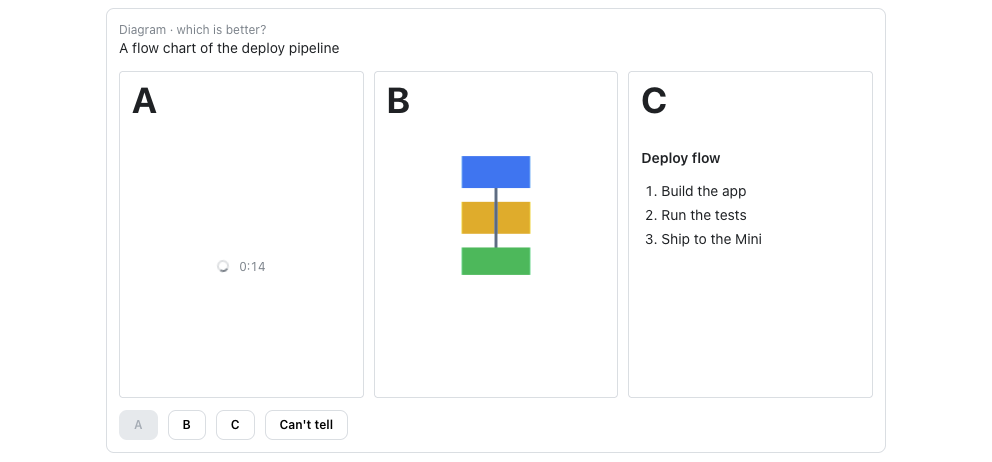 Diagram · which is better?
A flow chart of the deploy pipeline
A
0:14
B
C
Deploy flow
1. Build the app
2. Run the tests
3. Ship to the Mini
A
B
C
Can't tell